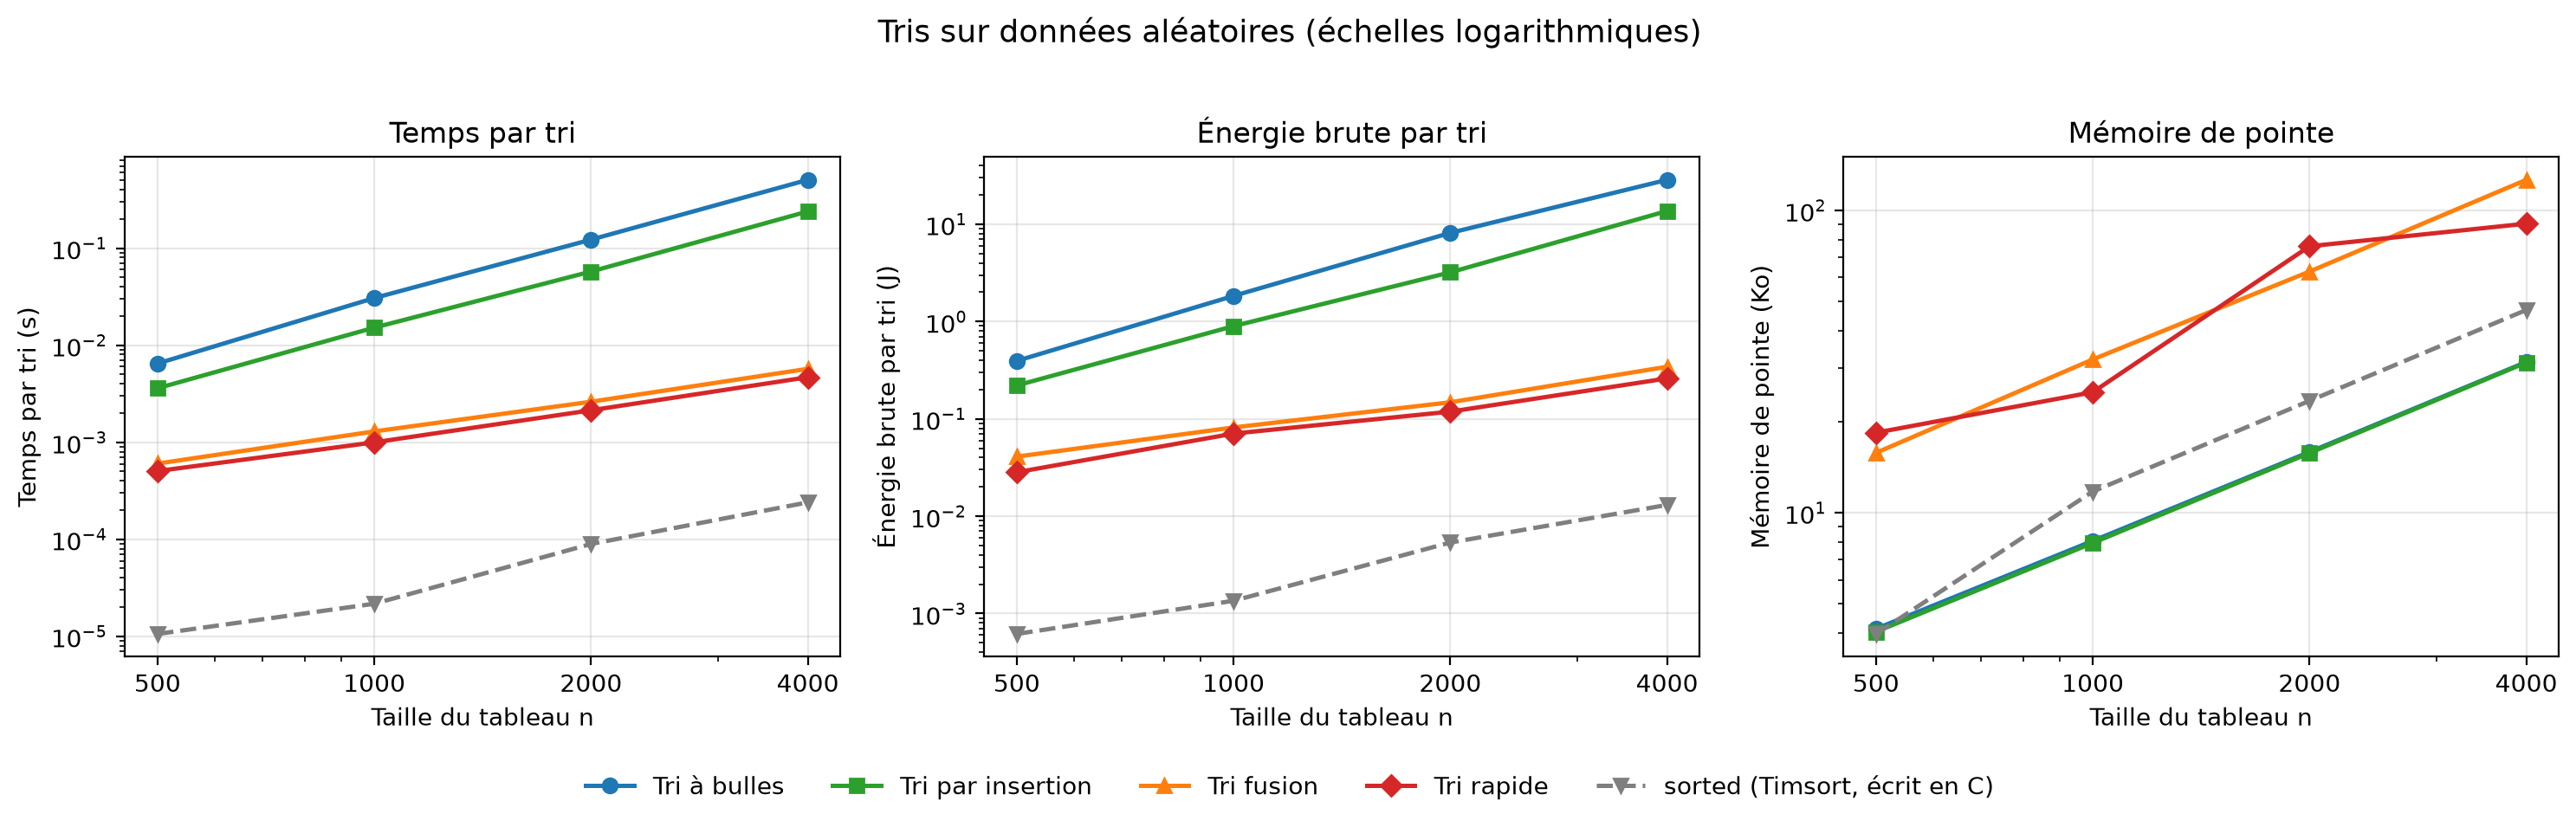 Tris sur données aléatoires (échelles logarithmiques)
Temps par tri
Temps par tri (s)
10⁻¹
10⁻²
10⁻³
10⁻⁴
10⁻⁵
500 1000 2000 4000
Taille du tableau n
Énergie brute par tri
Énergie brute par tri (J)
10¹
10⁰
10⁻¹
10⁻²
10⁻³
500 1000 2000 4000
Taille du tableau n
Mémoire de pointe
Mémoire de pointe (Ko)
10²
10¹
500 1000 2000 4000
Taille du tableau n
Tri à bulles Tri par insertion Tri fusion Tri rapide sorted (Timsort, écrit en C)